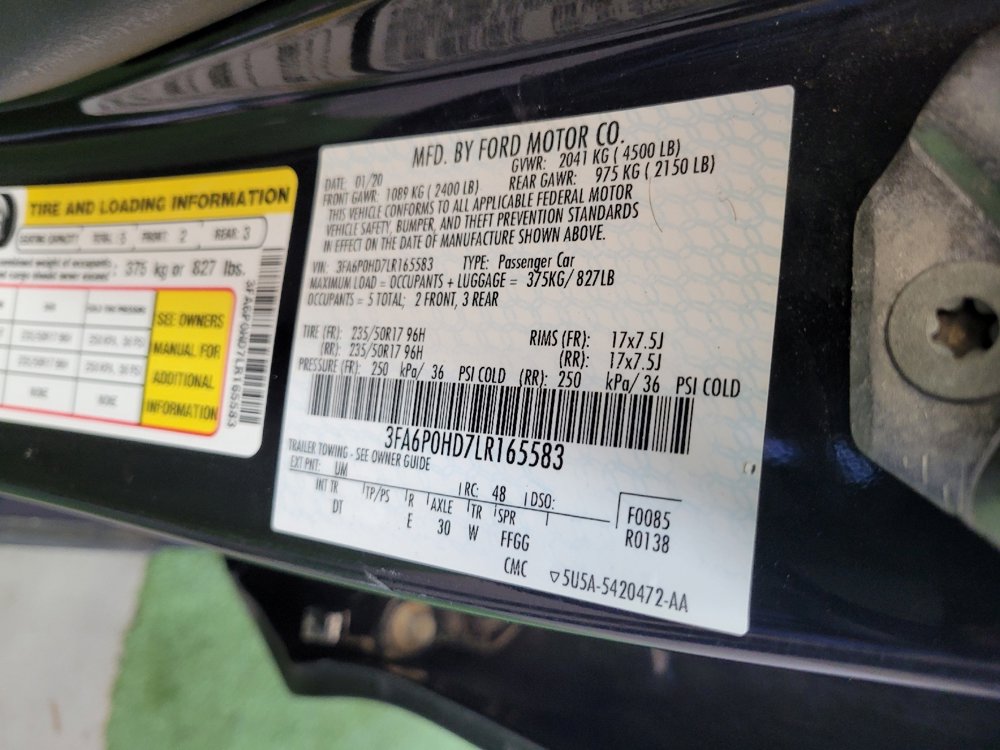 TIRE AND LOADING INFORMATION
SEATING CAPACITY TOTAL: 5 FRONT: 2 REAR: 3
375 kg or 827 lbs.
SEE OWNERS
MANUAL FOR
ADDITIONAL
INFORMATION
3FA6P0HD7LR165583
MFD. BY FORD MOTOR CO.
DATE: 01/20 GVWR: 2041 KG ( 4500 LB)
FRONT GAWR: 1089 KG ( 2400 LB) REAR GAWR: 975 KG ( 2150 LB)
THIS VEHICLE CONFORMS TO ALL APPLICABLE FEDERAL MOTOR
VEHICLE SAFETY, BUMPER, AND THEFT PREVENTION STANDARDS
IN EFFECT ON THE DATE OF MANUFACTURE SHOWN ABOVE.
VIN: 3FA6P0HD7LR165583 TYPE: Passenger Car
MAXIMUM LOAD = OCCUPANTS + LUGGAGE = 375KG/ 827LB
OCCUPANTS = 5 TOTAL; 2 FRONT, 3 REAR
TIRE (FR): 235/50R17 96H RIMS (FR): 17x7.5J
(RR): 235/50R17 96H (RR): 17x7.5J
PRESSURE (FR): 250 kPa/ 36 PSI COLD (RR): 250 kPa/ 36 PSI COLD
3FA6P0HD7LR165583
TRAILER TOWING - SEE OWNER GUIDE
EXT PNT: UM RC: 48 DSO:
INT TR TP/PS R AXLE TR SPR F0085
DT E 30 W FFGG R0138
CMC ▽5U5A-5420472-AA